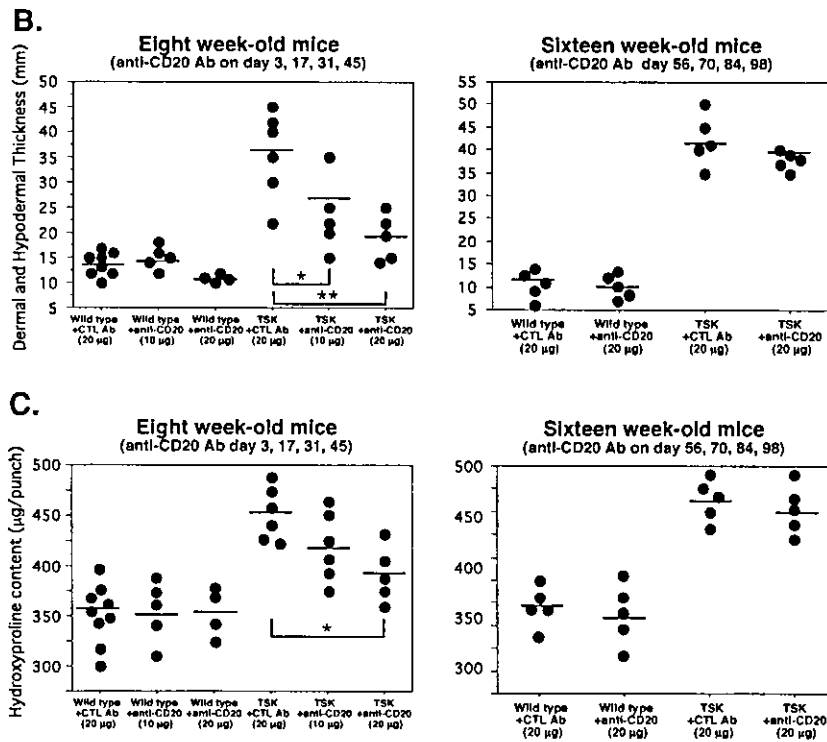 B.
Eight week-old mice
(anti-CD20 Ab on day 3, 17, 31, 45)
Dermal and Hypodermal Thickness (mm)
50
45
40
35
30
25
20
15
10
5
*
**
Wild type
+CTL Ab
(20 µg)
Wild type
+anti-CD20
(10 µg)
Wild type
+anti-CD20
(20 µg)
TSK
+CTL Ab
(20 µg)
TSK
+anti-CD20
(10 µg)
TSK
+anti-CD20
(20 µg)
Sixteen week-old mice
(anti-CD20 Ab day 56, 70, 84, 98)
55
50
45
40
35
30
25
20
15
10
5
Wild type
+CTL Ab
(20 µg)
Wild type
+anti-CD20
(20 µg)
TSK
+CTL Ab
(20 µg)
TSK
+anti-CD20
(20 µg)
C.
Eight week-old mice
(anti-CD20 Ab day 3, 17, 31, 45)
Hydroxyproline content (µg/punch)
500
450
400
350
300
*
Wild type
+CTL Ab
(20 µg)
Wild type
+anti-CD20
(10 µg)
Wild type
+anti-CD20
(20 µg)
TSK
+CTL Ab
(20 µg)
TSK
+anti-CD20
(10 µg)
TSK
+anti-CD20
(20 µg)
Sixteen week-old mice
(anti-CD20 Ab on day 56, 70, 84, 98)
500
450
400
350
300
Wild type
+CTL Ab
(20 µg)
Wild type
+anti-CD20
(20 µg)
TSK
+CTL Ab
(20 µg)
TSK
+anti-CD20
(20 µg)